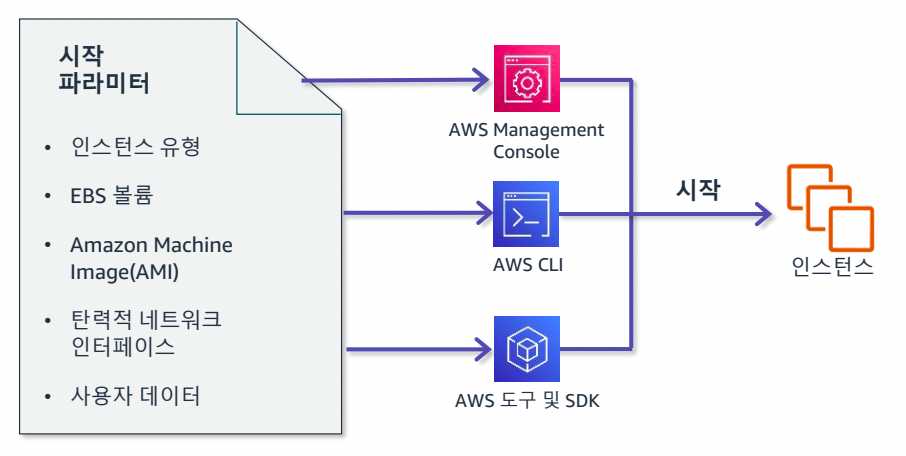 시작
파라미터
• 인스턴스 유형
• EBS 볼륨
• Amazon Machine
Image(AMI)
• 탄력적 네트워크
인터페이스
• 사용자 데이터
AWS Management
Console
AWS CLI
AWS 도구 및 SDK
시작
인스턴스